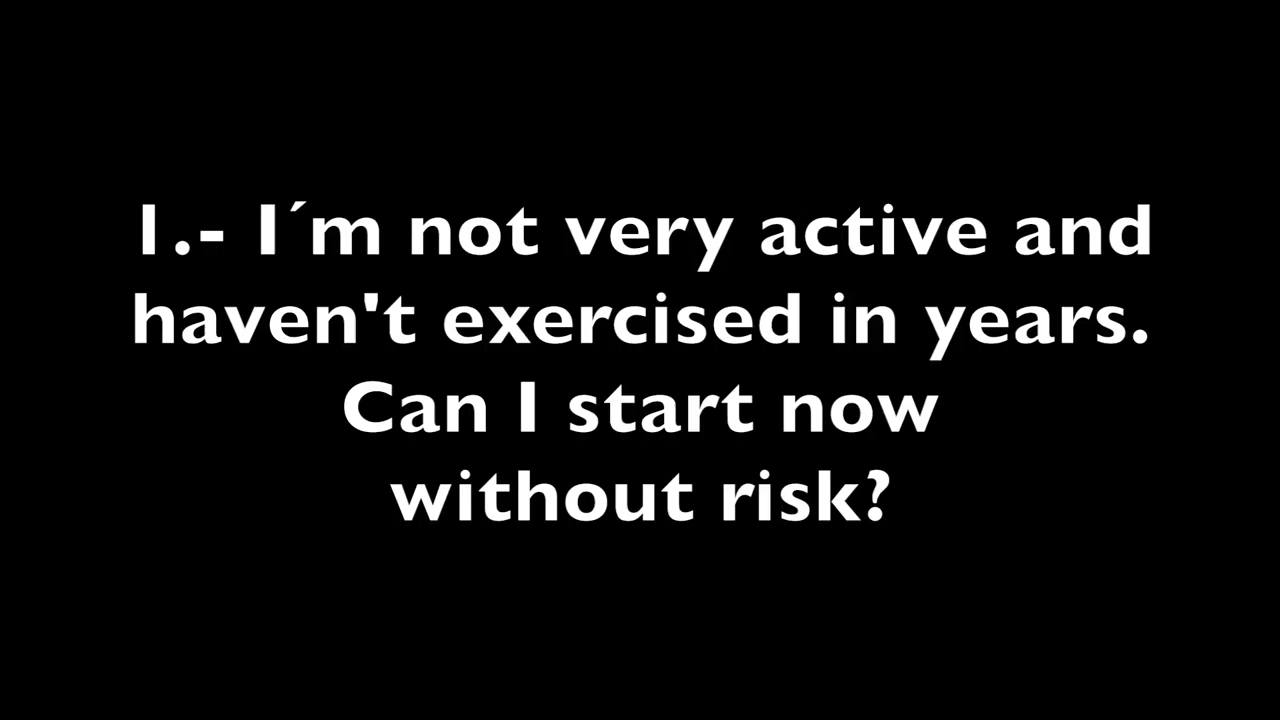 1.- I´m not very active and
haven't exercised in years.
Can I start now
without risk?